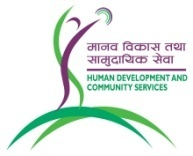 मानव विकास तथा
सामुदायिक सेवा
HUMAN DEVELOPMENT AND
COMMUNITY SERVICES